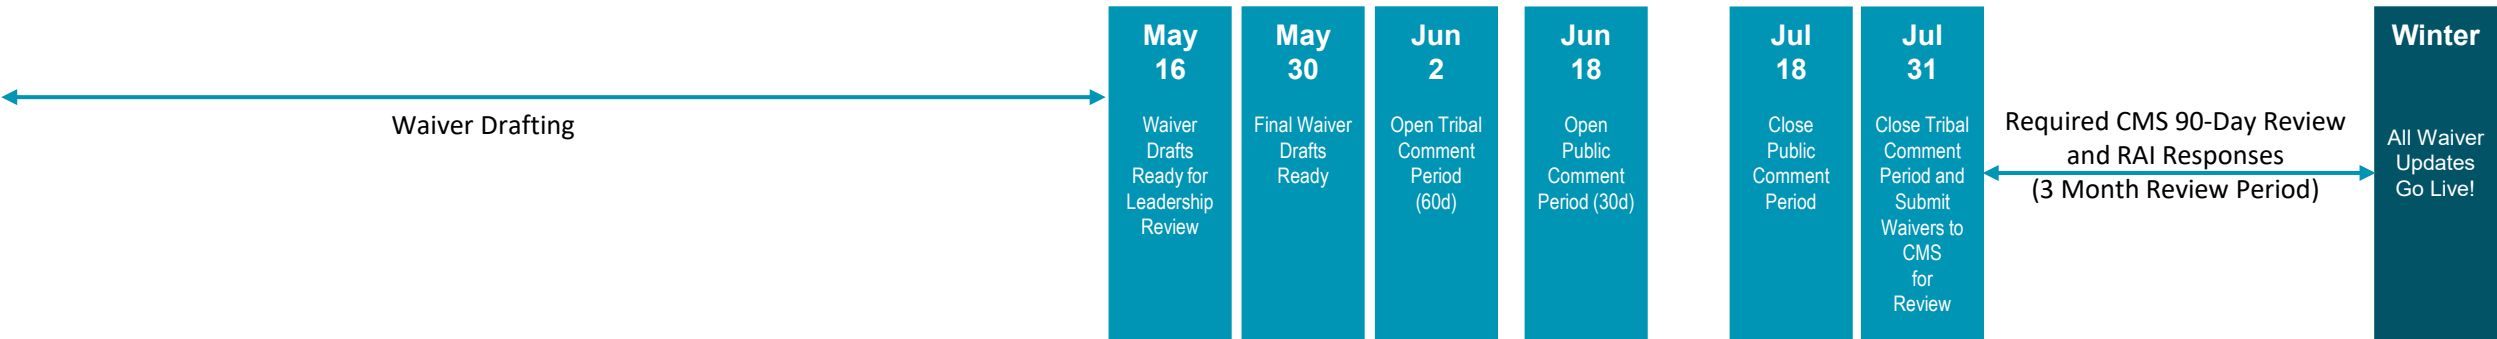 Waiver Drafting
May
16
Waiver
Drafts
Ready for
Leadership
Review
May
30
Final Waiver
Drafts
Ready
Jun
2
Open Tribal
Comment
Period
(60d)
Jun
18
Open
Public
Comment
Period (30d)
Jul
18
Close
Public
Comment
Period
Jul
31
Close Tribal
Comment
Period and
Submit
Waivers to
CMS
for
Review
Required CMS 90-Day Review
and RAI Responses
(3 Month Review Period)
Winter
All Waiver
Updates
Go Live!